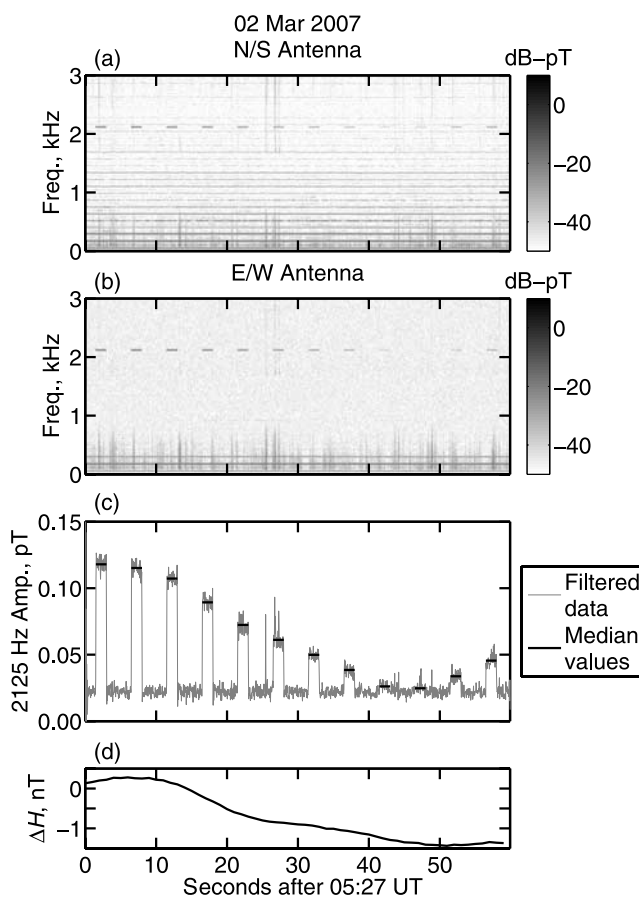 02 Mar 2007
N/S Antenna
(a)
dB–pT
3
2
1
0
Freq., kHz
0
−20
−40
(b)
E/W Antenna
dB–pT
3
2
1
0
Freq., kHz
0
−20
−40
(c)
0.15
0.10
0.05
0.00
2125 Hz Amp., pT
Filtered
data
Median
values
(d)
0
−1
ΔH, nT
0 10 20 30 40 50
Seconds after 05:27 UT